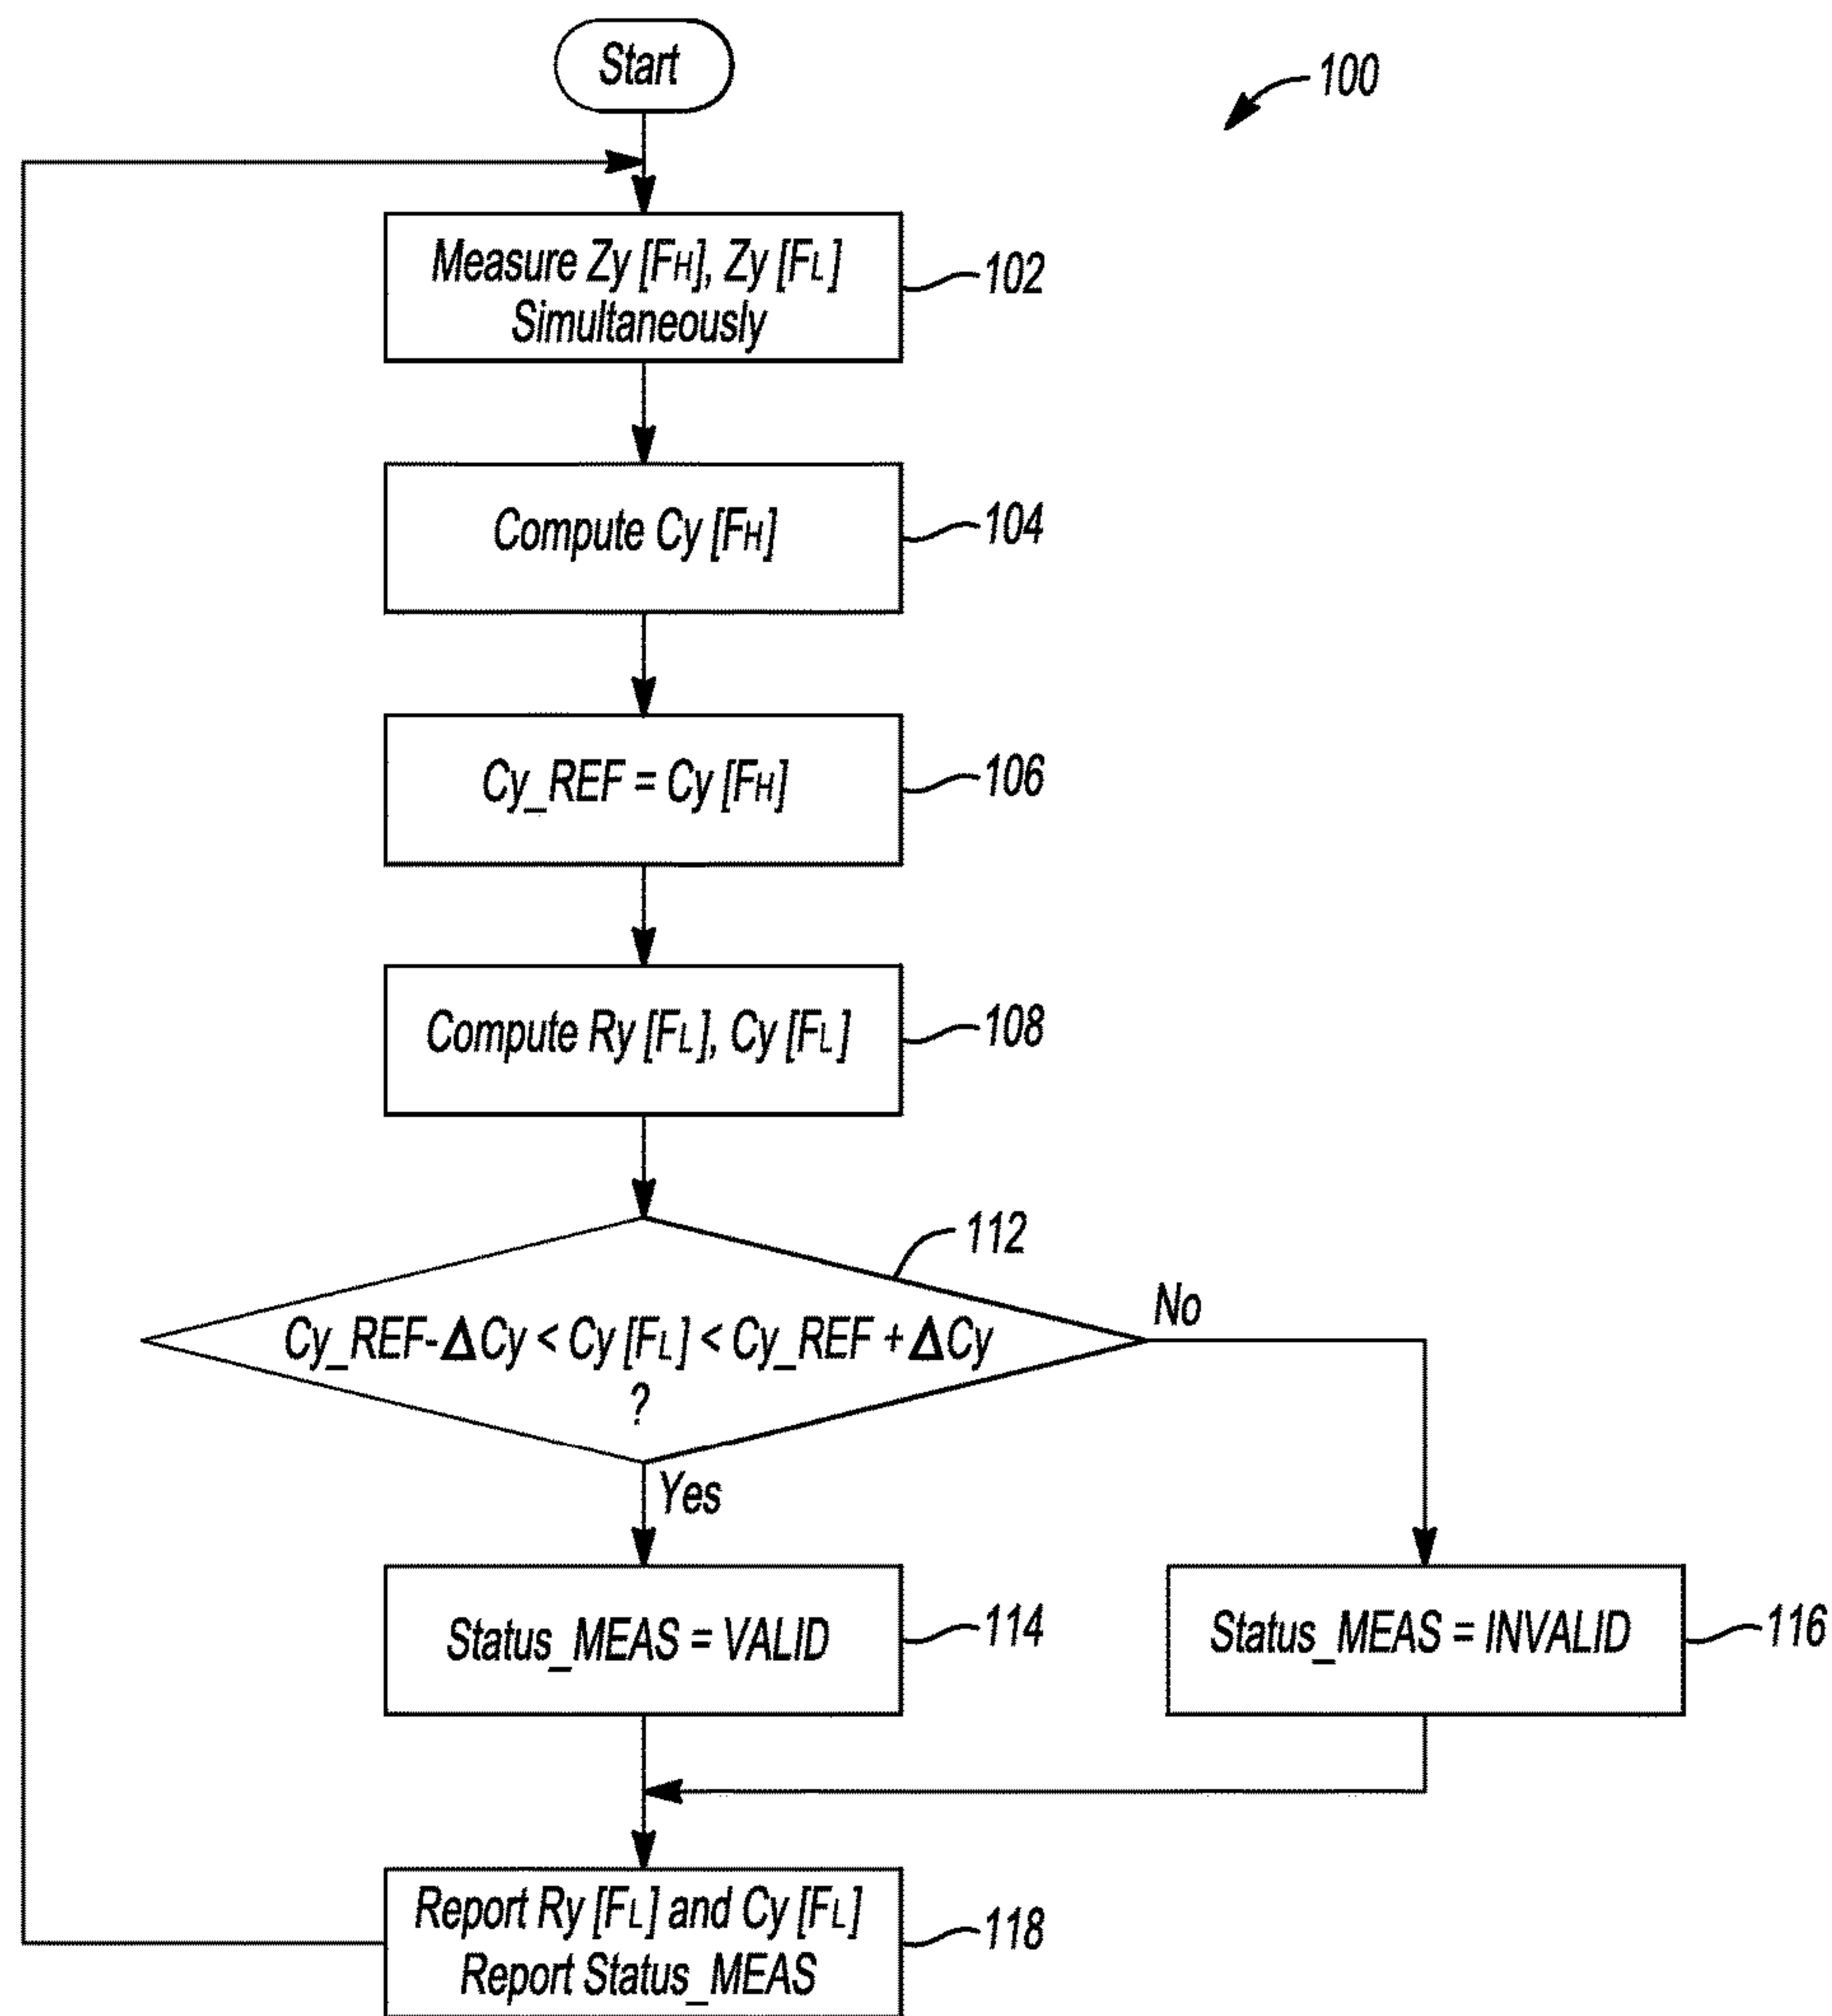 Start
100
Measure Zy [FH], Zy [FL]
Simultaneously
102
Compute Cy [FH]
104
Cy_REF = Cy [FH]
106
Compute Ry [FL], Cy [FL]
108
112
Cy_REF-ΔCy < Cy [FL] < Cy_REF + ΔCy
?
No
Yes
Status_MEAS = VALID
114
Status_MEAS = INVALID
116
Report Ry [FL] and Cy [FL]
Report Status_MEAS
118